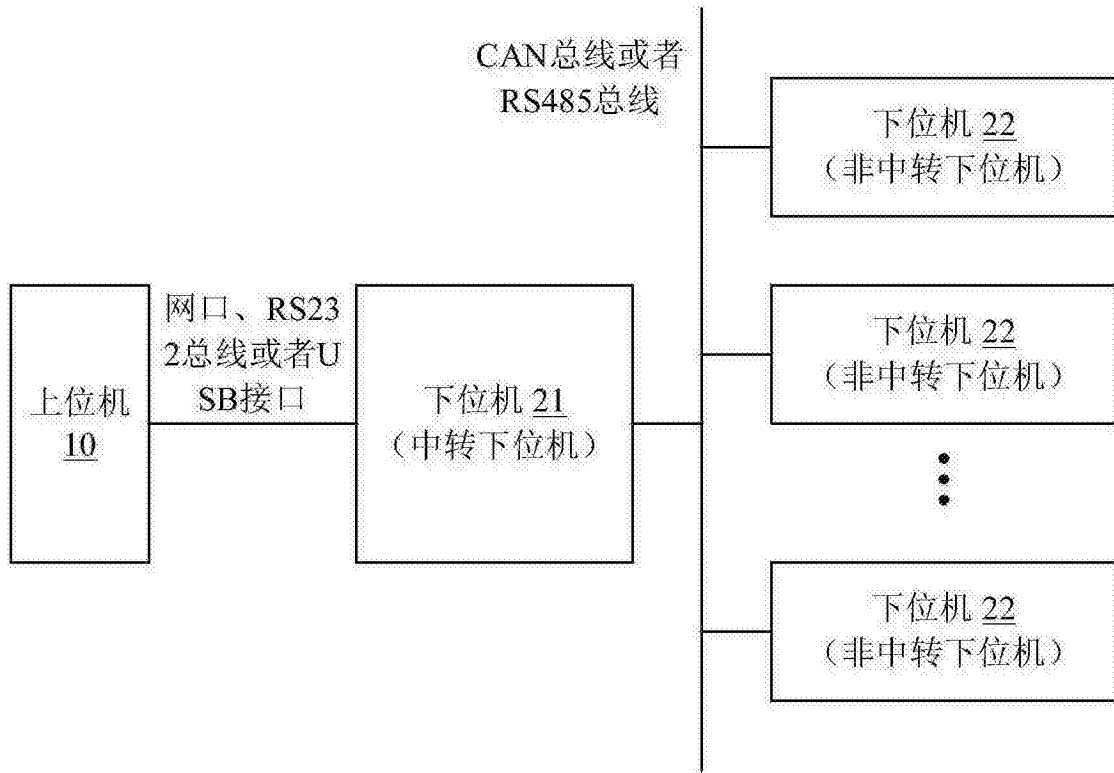 CAN总线或者
RS485总线
下位机 22
（非中转下位机）
网口、RS23
2总线或者U
SB接口
上位机
10
下位机 21
（中转下位机）
下位机 22
（非中转下位机）
下位机 22
（非中转下位机）